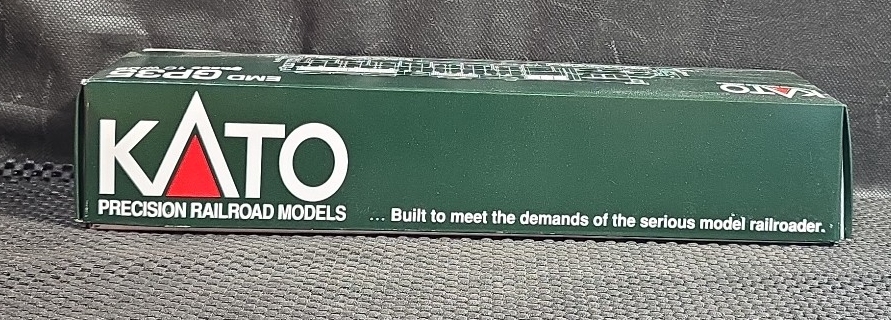 EMD GP35
KATO
KATO
PRECISION RAILROAD MODELS
... Built to meet the demands of the serious model railroader.